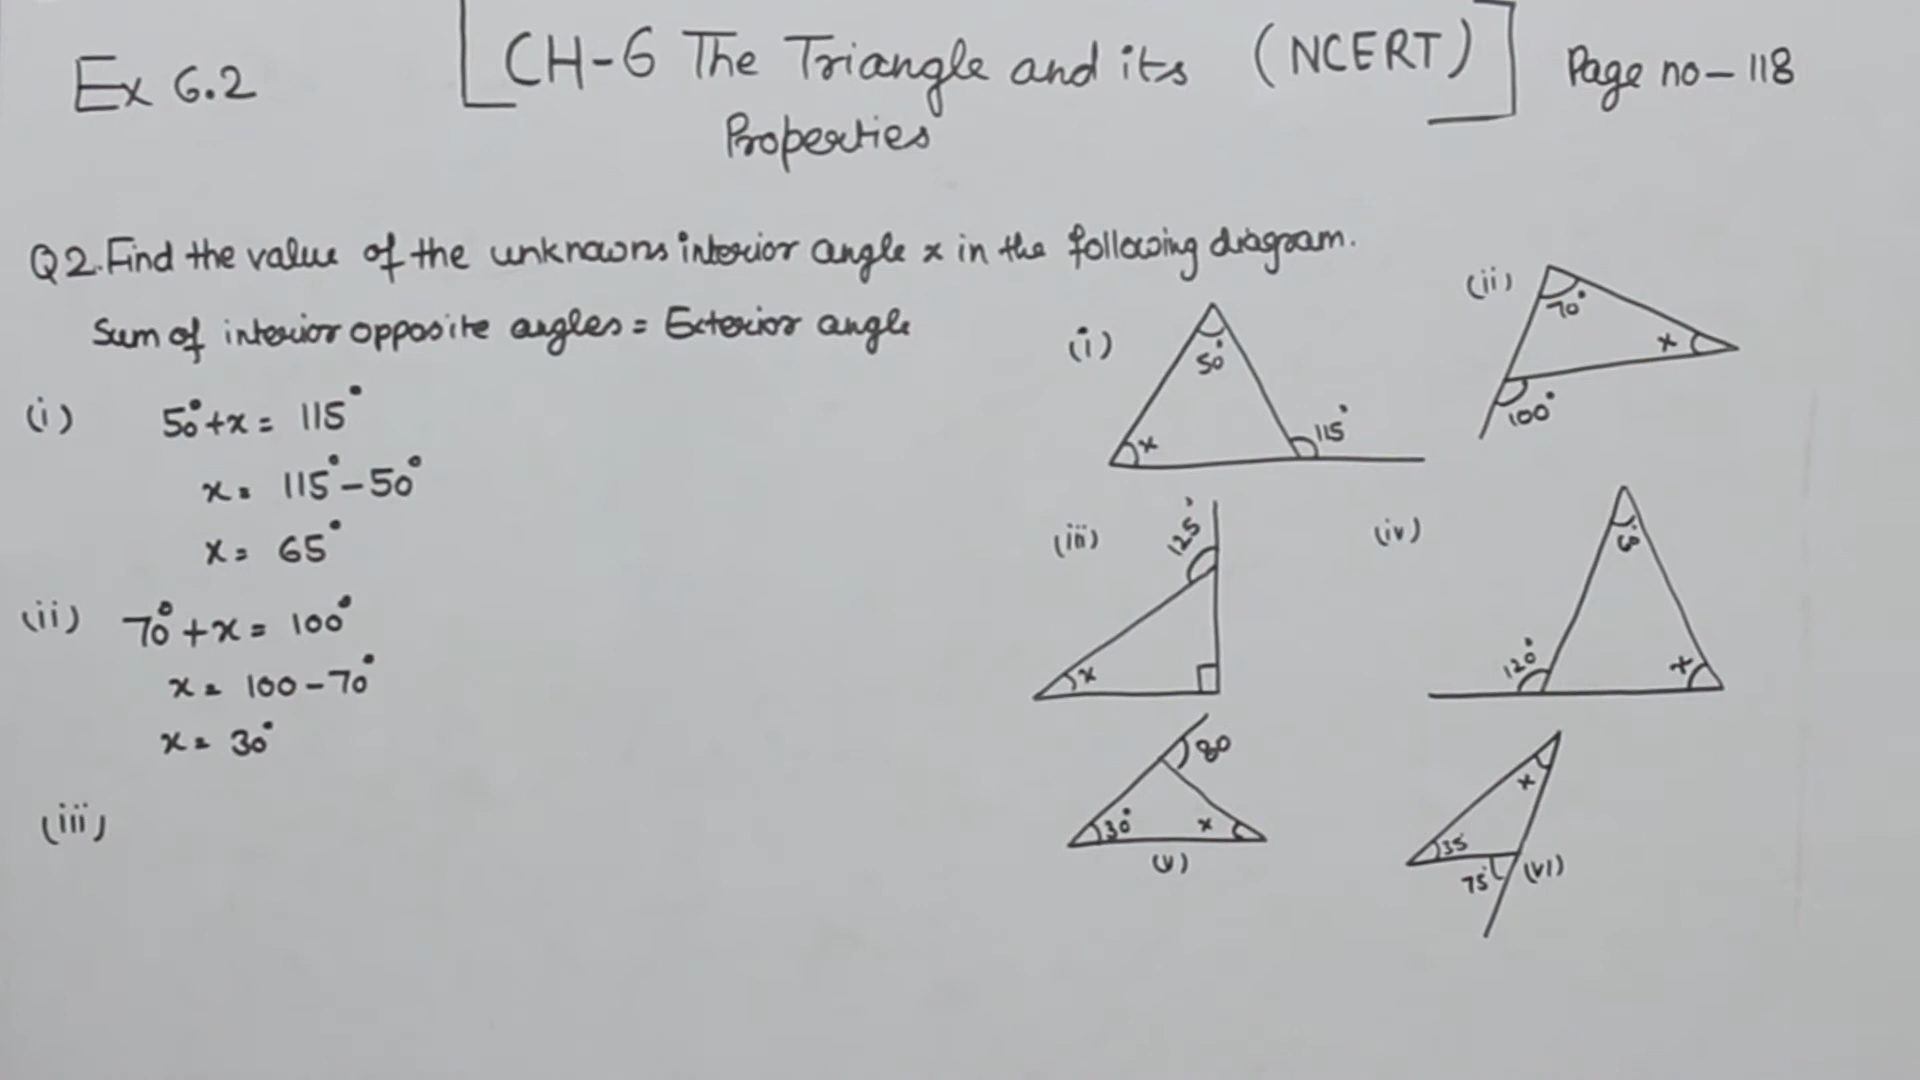 Ex 6.2
[CH-6 The Triangle and its (NCERT)]
Properties
Page no-118
Q2. Find the value of the unknowns interior angle x in the following diagram.
Sum of interior opposite angles = Exterior angle
(i) 50°+x = 115°
x = 115°-50°
x = 65°
(ii) 70°+x = 100°
x = 100-70°
x = 30°
(iii)
(i)
50°
x
115°
(ii)
70°
x
100°
(iii)
125°
x
(iv)
120°
x
80
30°
x
(v)
x
35
75°
(vi)